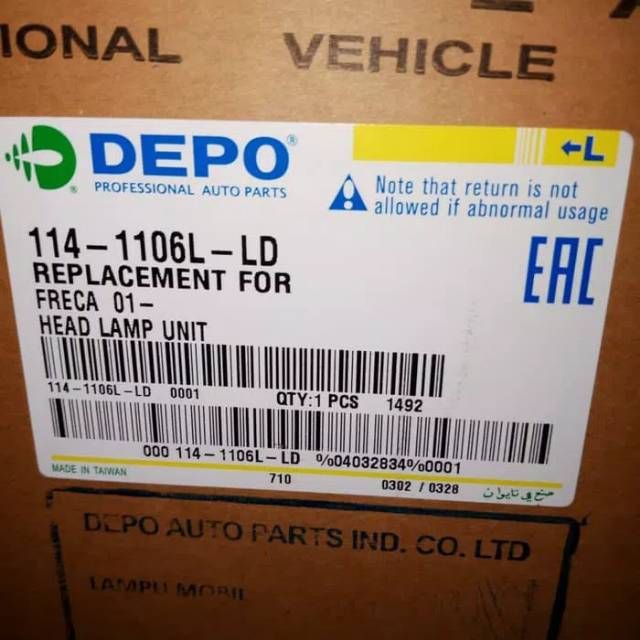 IONAL VEHICLE
DEPO®
PROFESSIONAL AUTO PARTS
←L
Note that return is not
allowed if abnormal usage
114-1106L-LD
REPLACEMENT FOR
FRECA 01-
HEAD LAMP UNIT
EAC
114-1106L-LD 0001 QTY:1 PCS 1492
000 114-1106L-LD %04032834%0001
MADE IN TAIWAN 710 0302 / 0328 صنع في تايوان
DEPO AUTO PARTS IND. CO. LTD
LAMPU MOBIL